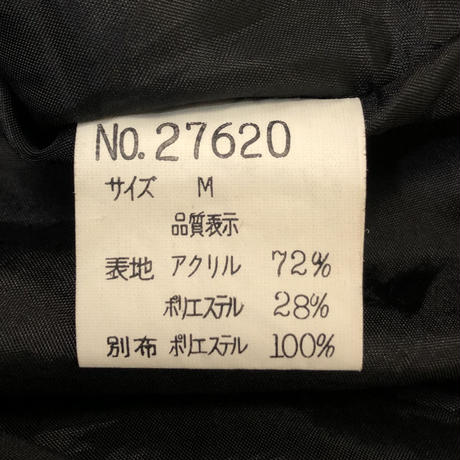 No.27620
サイズ M
品質表示
表地 アクリル 72%
ポリエステル 28%
別布 ポリエステル 100%